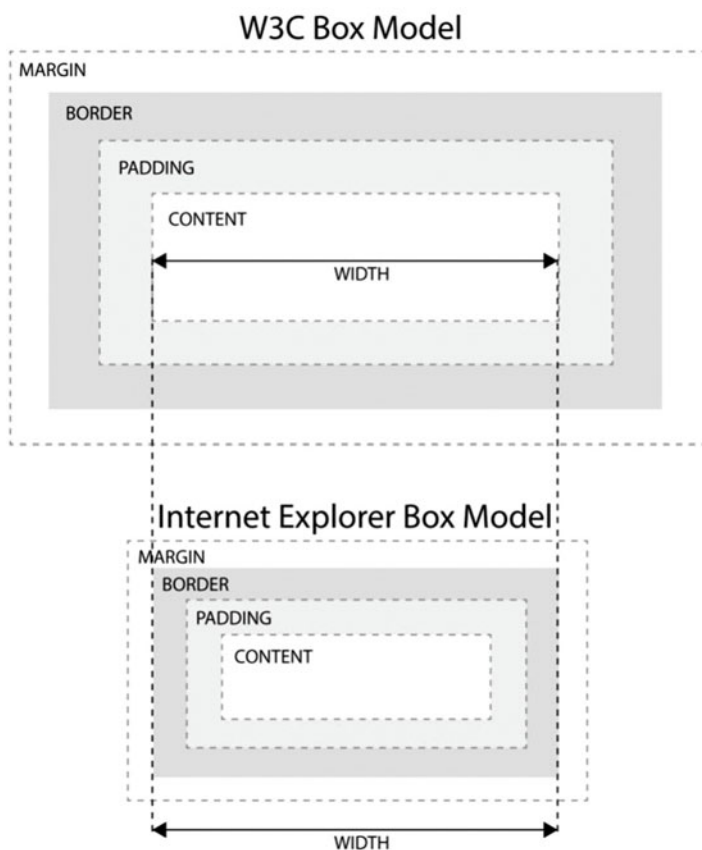 W3C Box Model
MARGIN
BORDER
PADDING
CONTENT
WIDTH
Internet Explorer Box Model
MARGIN
BORDER
PADDING
CONTENT
WIDTH